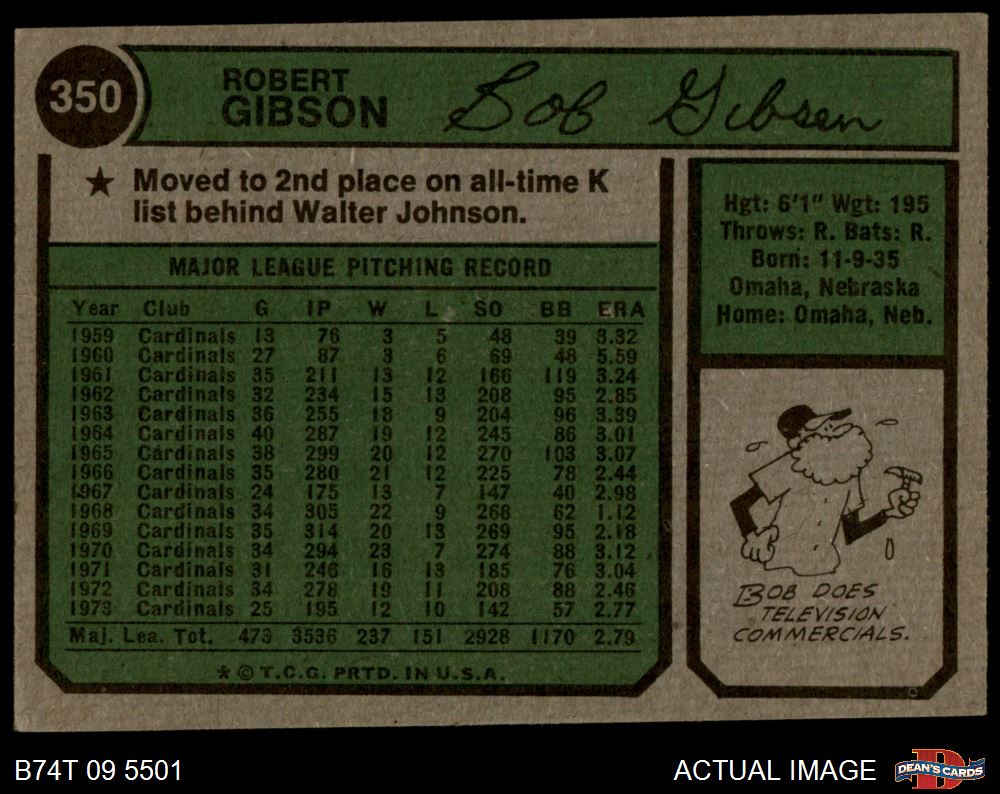 350
ROBERT
GIBSON
Bob Gibson
★ Moved to 2nd place on all-time K
list behind Walter Johnson.
MAJOR LEAGUE PITCHING RECORD
Year Club G IP W L SO BB ERA
1959 Cardinals 13 76 3 5 48 39 3.32
1960 Cardinals 27 87 3 6 69 48 5.59
1961 Cardinals 35 211 13 12 166 119 3.24
1962 Cardinals 32 234 15 13 208 95 2.85
1963 Cardinals 36 255 18 9 204 96 3.39
1964 Cardinals 40 287 19 12 245 86 3.01
1965 Cardinals 38 299 20 12 270 103 3.07
1966 Cardinals 35 280 21 12 225 78 2.44
1967 Cardinals 24 175 13 7 147 40 2.98
1968 Cardinals 34 305 22 9 268 62 1.12
1969 Cardinals 35 314 20 13 269 95 2.18
1970 Cardinals 34 294 23 7 274 88 3.12
1971 Cardinals 31 246 16 13 185 76 3.04
1972 Cardinals 34 278 19 11 208 88 2.46
1973 Cardinals 25 195 12 10 142 57 2.77
Maj. Lea. Tot. 473 3536 237 151 2928 1170 2.79
* © T.C.G. PRTD. IN U.S.A.
Hgt: 6'1" Wgt: 195
Throws: R. Bats: R.
Born: 11-9-35
Omaha, Nebraska
Home: Omaha, Neb.
BOB DOES
TELEVISION
COMMERCIALS.
B74T 09 5501
ACTUAL IMAGE
DEAN'S CARDS